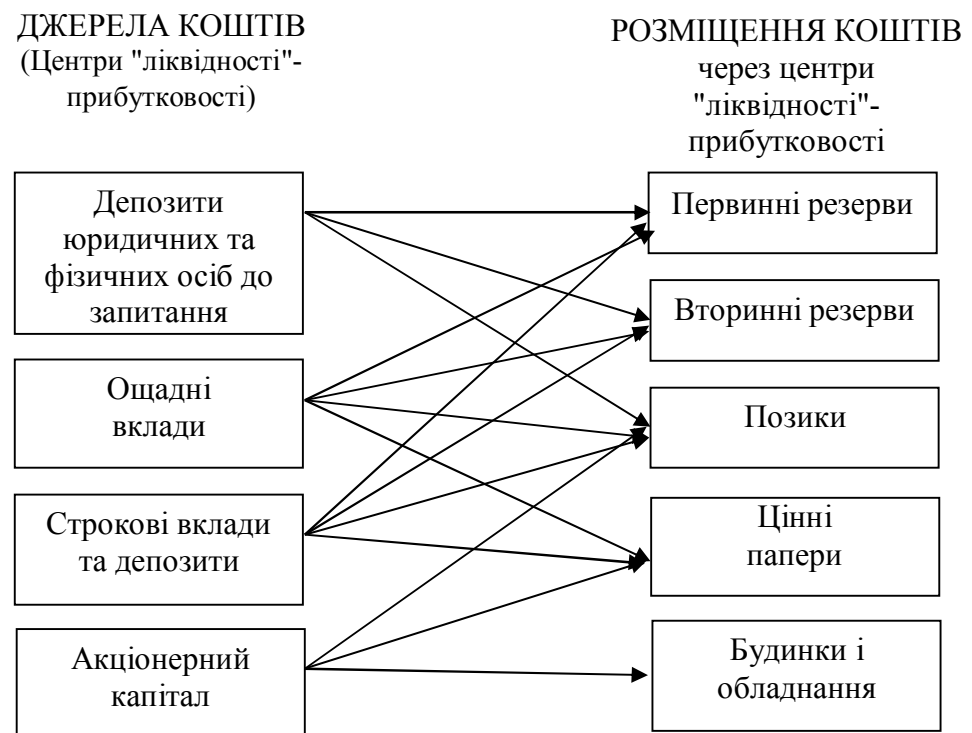 ДЖЕРЕЛА КОШТІВ
(Центри "ліквідності"-
прибутковості)
РОЗМІЩЕННЯ КОШТІВ
через центри
"ліквідності"-
прибутковості
Депозити
юридичних та
фізичних осіб до
запитання
Ощадні
вклади
Строкові вклади
та депозити
Акціонерний
капітал
Первинні резерви
Вторинні резерви
Позики
Цінні
папери
Будинки і
обладнання